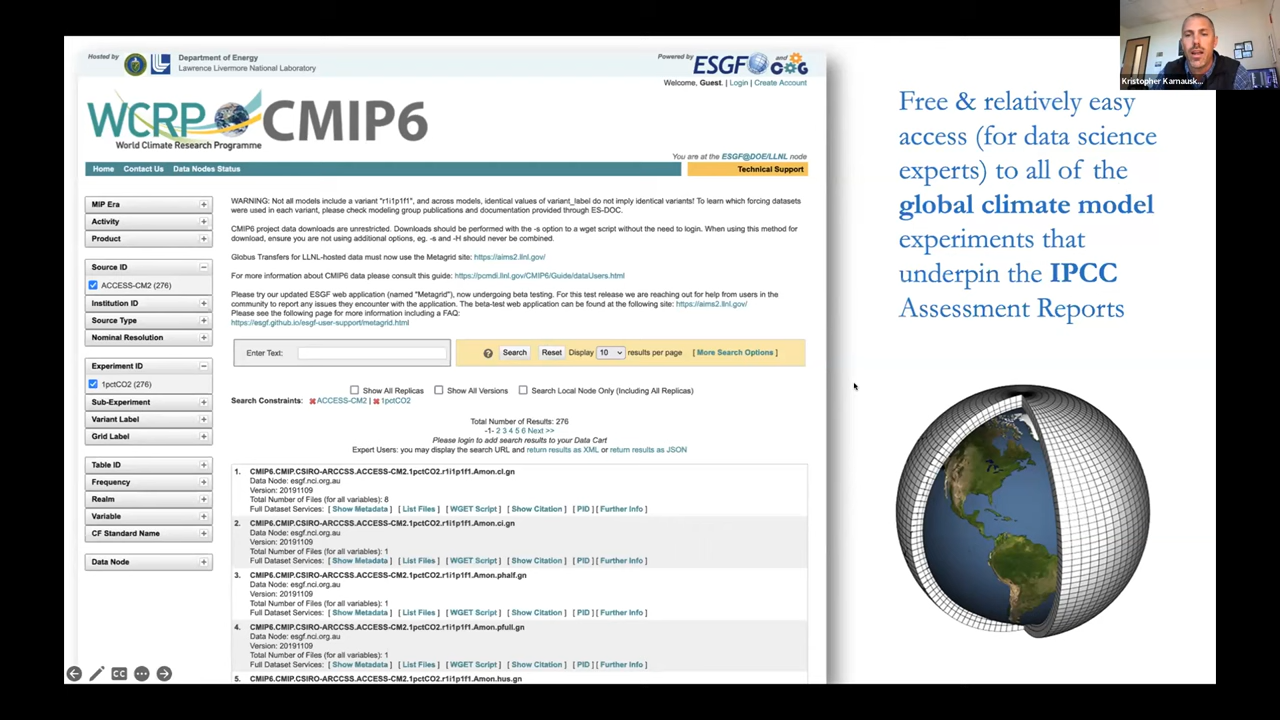 Hosted by
Department of Energy
Lawrence Livermore National Laboratory
Powered by
ESGF and COG
Welcome, Guest. | Login | Create Account
WCRP CMIP6
World Climate Research Programme
You are at the ESGF@DOE/LLNL node
Home Contact Us Data Nodes Status
Technical Support
MIP Era +
Activity +
Product +
Source ID −
ACCESS-CM2 (276)
Institution ID +
Source Type +
Nominal Resolution +
Experiment ID −
1pctCO2 (276)
Sub-Experiment +
Variant Label +
Grid Label +
Table ID +
Frequency +
Realm +
Variable +
CF Standard Name +
Data Node +
WARNING: Not all models include a variant "r1i1p1f1", and across models, identical values of variant_label do not imply identical variants! To learn which forcing datasets
were used in each variant, please check modeling group publications and documentation provided through ES-DOC.
CMIP6 project data downloads are unrestricted. Downloads should be performed with the -s option to a wget script without the need to login. When using this method for
download, ensure you are not using additional options, eg. -s and -H should never be combined.
Globus Transfers for LLNL-hosted data must now use the Metagrid site: https://aims2.llnl.gov/
For more information about CMIP6 data please consult this guide: https://pcmdi.llnl.gov/CMIP6/Guide/dataUsers.html
Please try our updated ESGF web application (named "Metagrid"), now undergoing beta testing. For this test release we are reaching out for help from users in the
community to report any issues they encounter with the application. The beta-test web application can be found at the following site: https://aims2.llnl.gov/
Please see the following page for more information including a FAQ:
https://esgf.github.io/esgf-user-support/metagrid.html
Enter Text:
? Search Reset Display 10 results per page [ More Search Options ]
Show All Replicas Show All Versions Search Local Node Only (Including All Replicas)
Search Constraints: ACCESS-CM2 | 1pctCO2
Total Number of Results: 276
-1- 2 3 4 5 6 Next >>
Please login to add search results to your Data Cart
Expert Users: you may display the search URL and return results as XML or return results as JSON
1. CMIP6.CMIP.CSIRO-ARCCSS.ACCESS-CM2.1pctCO2.r1i1p1f1.Amon.cl.gn
Data Node: esgf.nci.org.au
Version: 20191109
Total Number of Files (for all variables): 8
Full Dataset Services: [ Show Metadata ] [ List Files ] [ WGET Script ] [ Show Citation ] [ PID ] [ Further Info ]
2. CMIP6.CMIP.CSIRO-ARCCSS.ACCESS-CM2.1pctCO2.r1i1p1f1.Amon.ci.gn
Data Node: esgf.nci.org.au
Version: 20191109
Total Number of Files (for all variables): 1
Full Dataset Services: [ Show Metadata ] [ List Files ] [ WGET Script ] [ Show Citation ] [ PID ] [ Further Info ]
3. CMIP6.CMIP.CSIRO-ARCCSS.ACCESS-CM2.1pctCO2.r1i1p1f1.Amon.phalf.gn
Data Node: esgf.nci.org.au
Version: 20191109
Total Number of Files (for all variables): 1
Full Dataset Services: [ Show Metadata ] [ List Files ] [ WGET Script ] [ Show Citation ] [ PID ] [ Further Info ]
4. CMIP6.CMIP.CSIRO-ARCCSS.ACCESS-CM2.1pctCO2.r1i1p1f1.Amon.pfull.gn
Data Node: esgf.nci.org.au
Version: 20191109
Total Number of Files (for all variables): 1
Full Dataset Services: [ Show Metadata ] [ List Files ] [ WGET Script ] [ Show Citation ] [ PID ] [ Further Info ]
5. CMIP6.CMIP.CSIRO-ARCCSS.ACCESS-CM2.1pctCO2.r1i1p1f1.Amon.hus.gn
CC
Kristopher Karnausk...
Free & relatively easy
access (for data science
experts) to all of the
global climate model
experiments that
underpin the IPCC
Assessment Reports